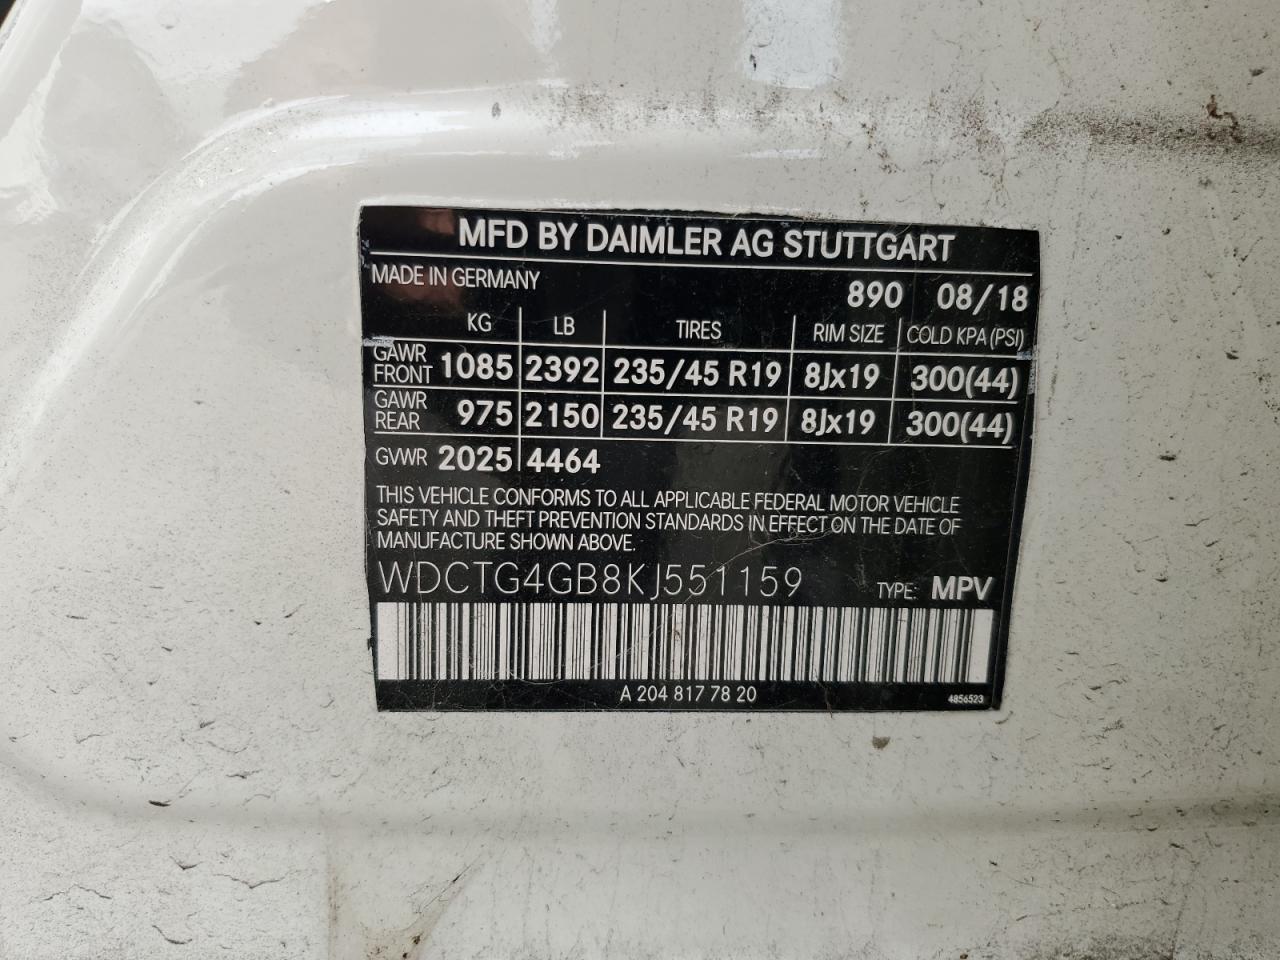 MFD BY DAIMLER AG STUTTGART
MADE IN GERMANY
890 08/18
KG LB TIRES RIM SIZE COLD KPA (PSI)
GAWR FRONT 1085 2392 235/45 R19 8Jx19 300(44)
GAWR REAR 975 2150 235/45 R19 8Jx19 300(44)
GVWR 2025 4464
THIS VEHICLE CONFORMS TO ALL APPLICABLE FEDERAL MOTOR VEHICLE
SAFETY AND THEFT PREVENTION STANDARDS IN EFFECT ON THE DATE OF
MANUFACTURE SHOWN ABOVE.
WDCTG4GB8KJ551159 TYPE: MPV
A 204 817 78 20
4856523